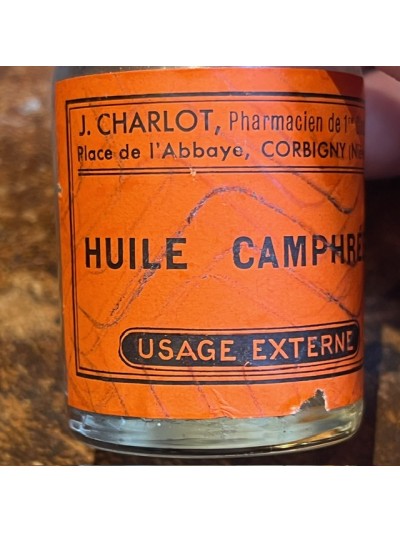 J. CHARLOT, Pharmacien de 1re
Place de l'Abbaye, CORBIGNY
HUILE CAMPHRE
USAGE EXTERNE